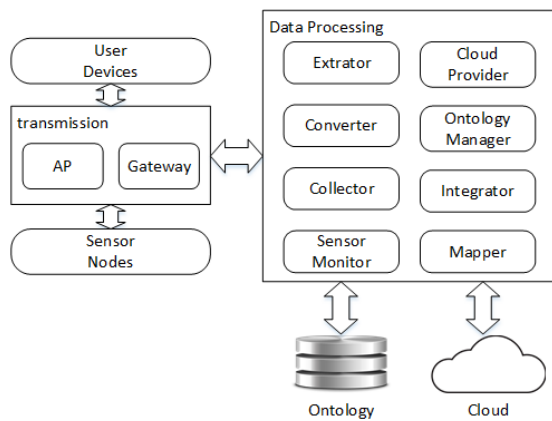 User
Devices
transmission
AP
Gateway
Sensor
Nodes
Data Processing
Extrator
Cloud
Provider
Converter
Ontology
Manager
Collector
Integrator
Sensor
Monitor
Mapper
Ontology
Cloud